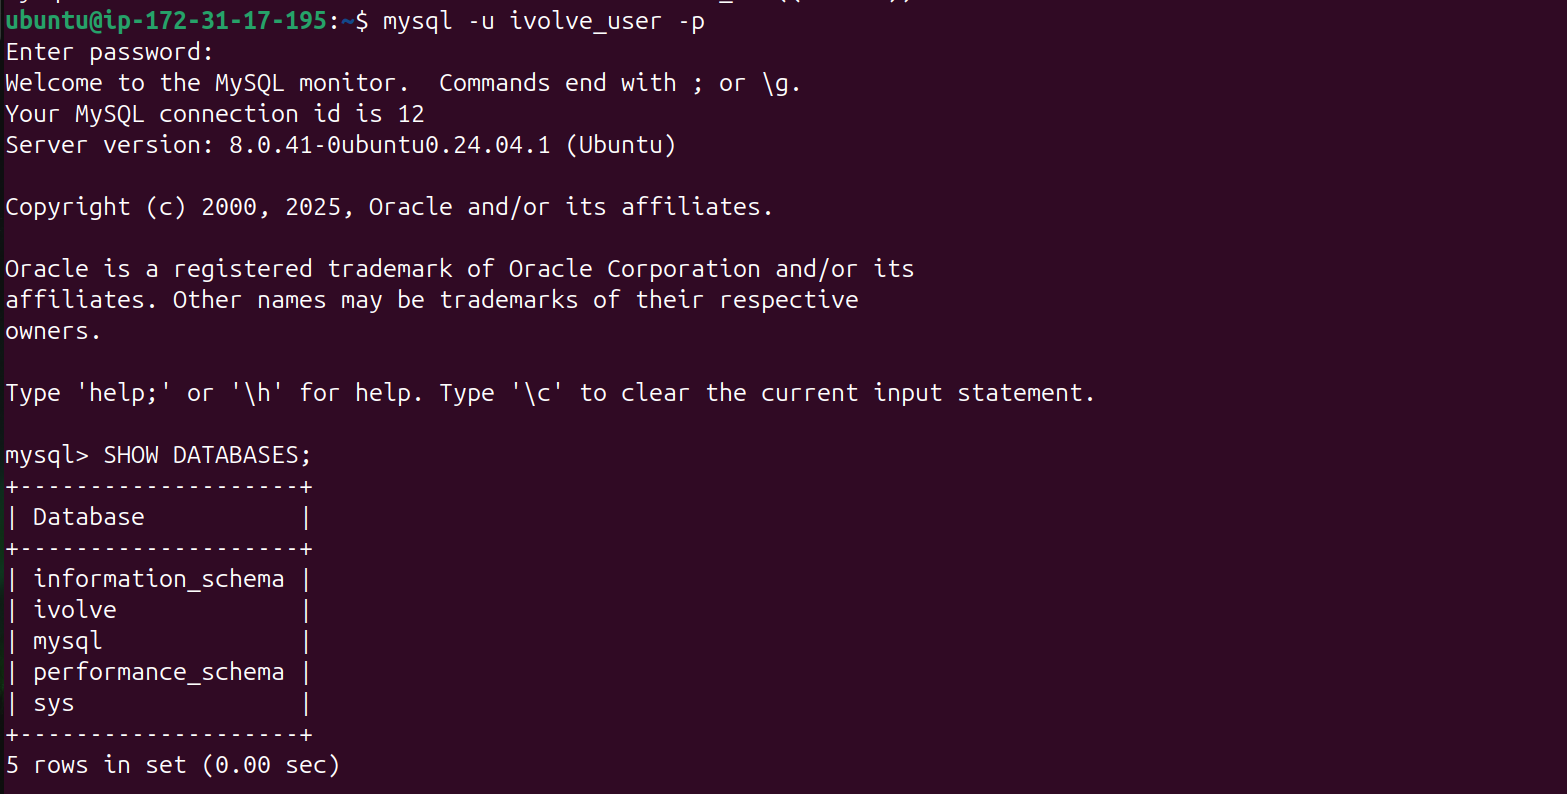 ubuntu@ip-172-31-17-195:~$ mysql -u ivolve_user -p
Enter password:
Welcome to the MySQL monitor.  Commands end with ; or \g.
Your MySQL connection id is 12
Server version: 8.0.41-0ubuntu0.24.04.1 (Ubuntu)
Copyright (c) 2000, 2025, Oracle and/or its affiliates.
Oracle is a registered trademark of Oracle Corporation and/or its
affiliates. Other names may be trademarks of their respective
owners.
Type 'help;' or '\h' for help. Type '\c' to clear the current input statement.
mysql> SHOW DATABASES;
+--------------------+
| Database           |
+--------------------+
| information_schema |
| ivolve             |
| mysql              |
| performance_schema |
| sys                |
+--------------------+
5 rows in set (0.00 sec)